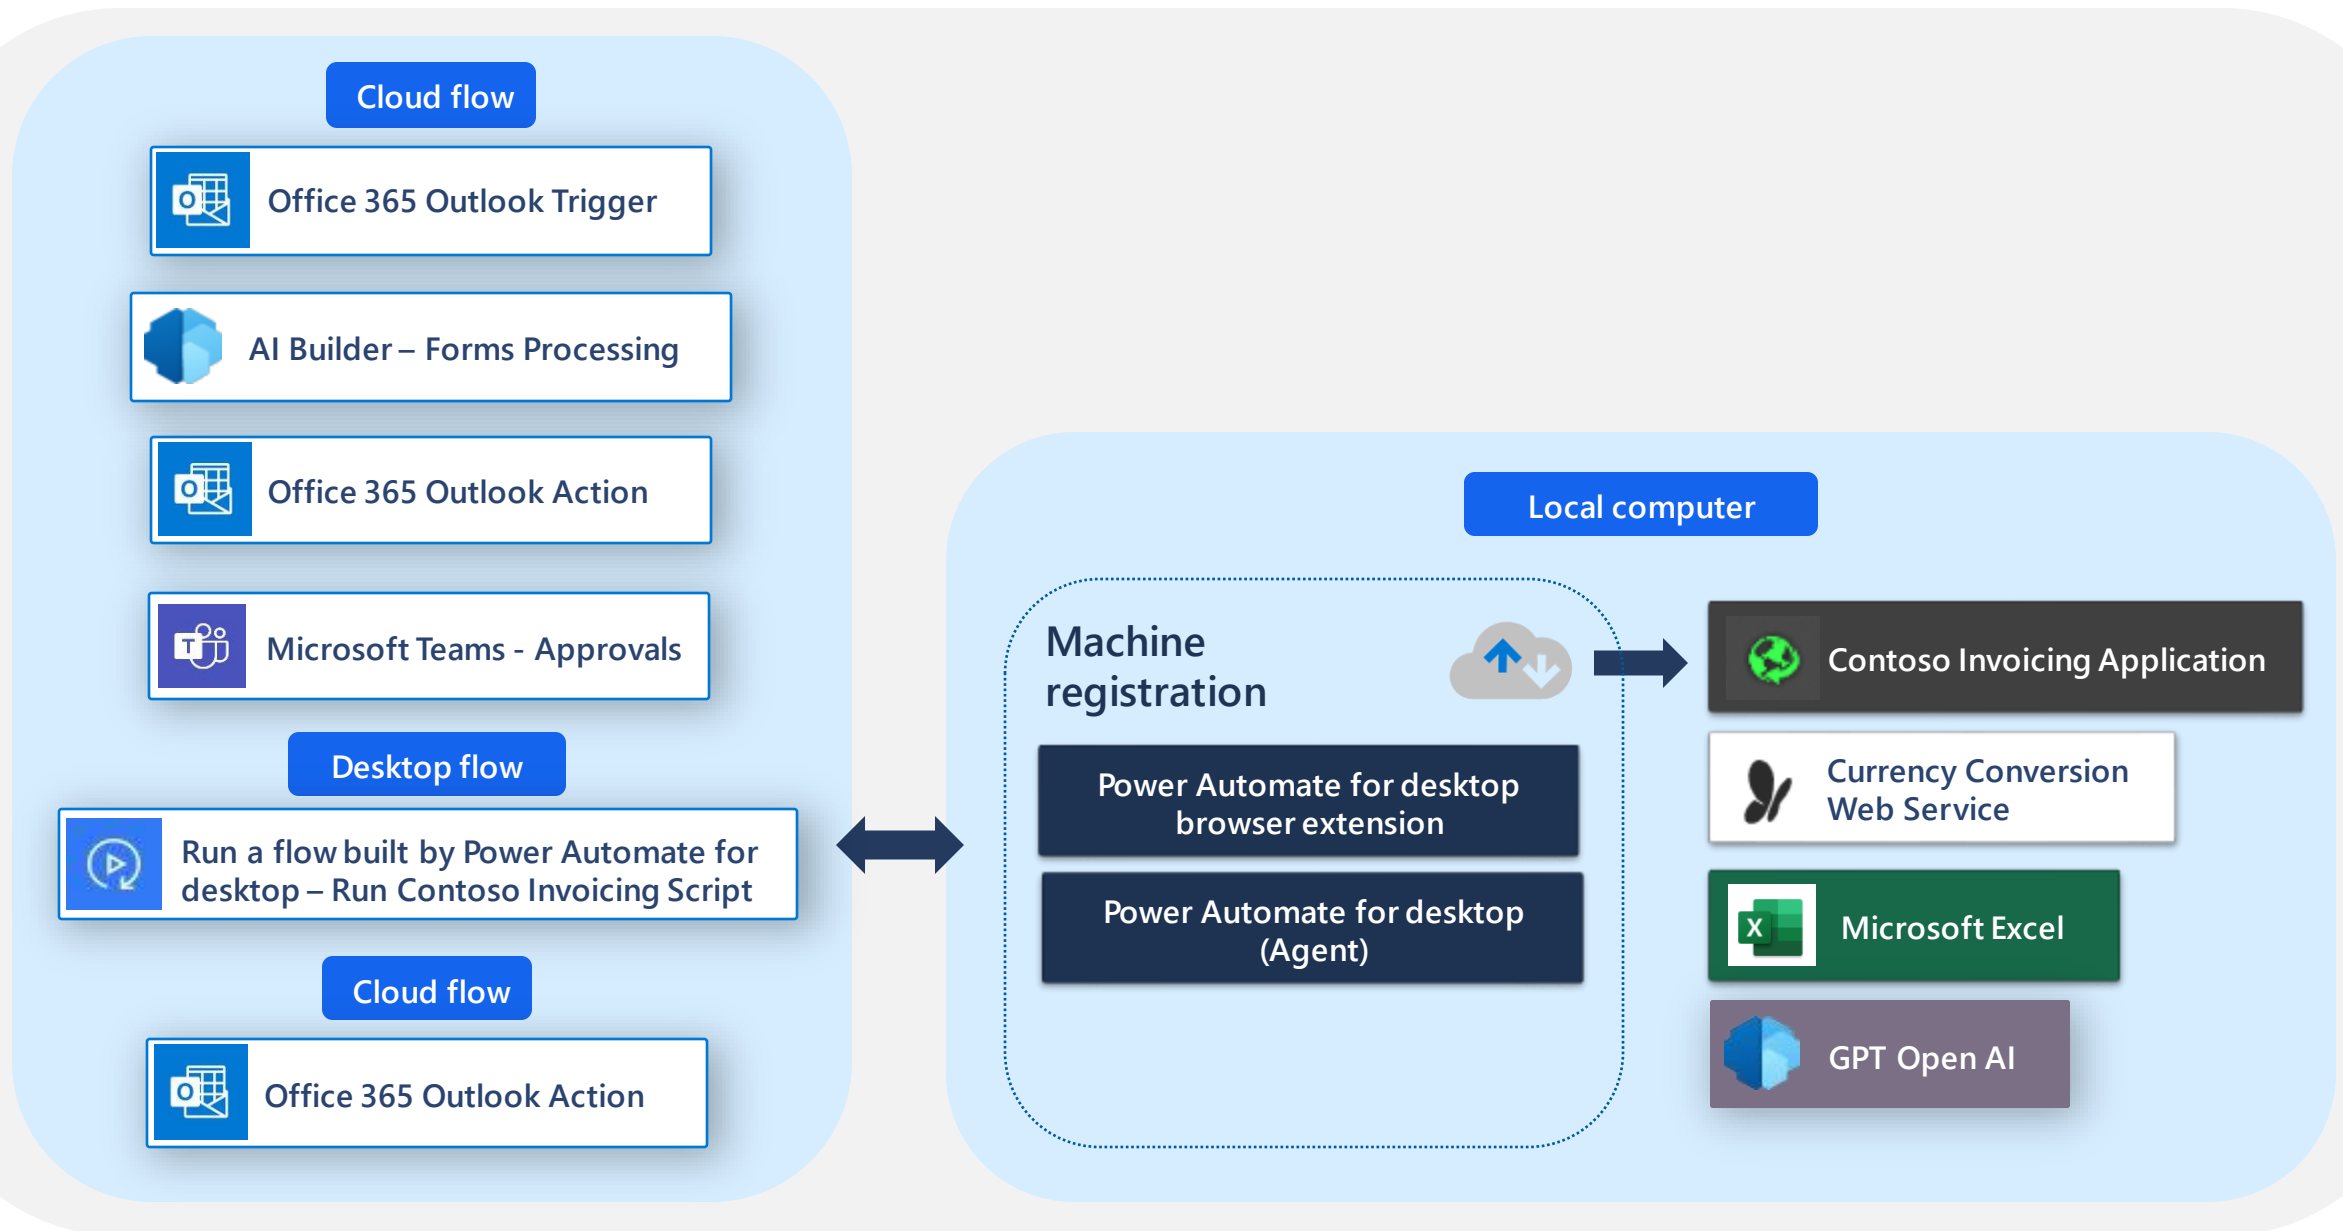 Cloud flow
Office 365 Outlook Trigger
AI Builder – Forms Processing
Office 365 Outlook Action
Microsoft Teams - Approvals
Desktop flow
Run a flow built by Power Automate for
desktop – Run Contoso Invoicing Script
Cloud flow
Office 365 Outlook Action
Local computer
Machine
registration
Power Automate for desktop
browser extension
Power Automate for desktop
(Agent)
Contoso Invoicing Application
Currency Conversion
Web Service
Microsoft Excel
GPT Open AI